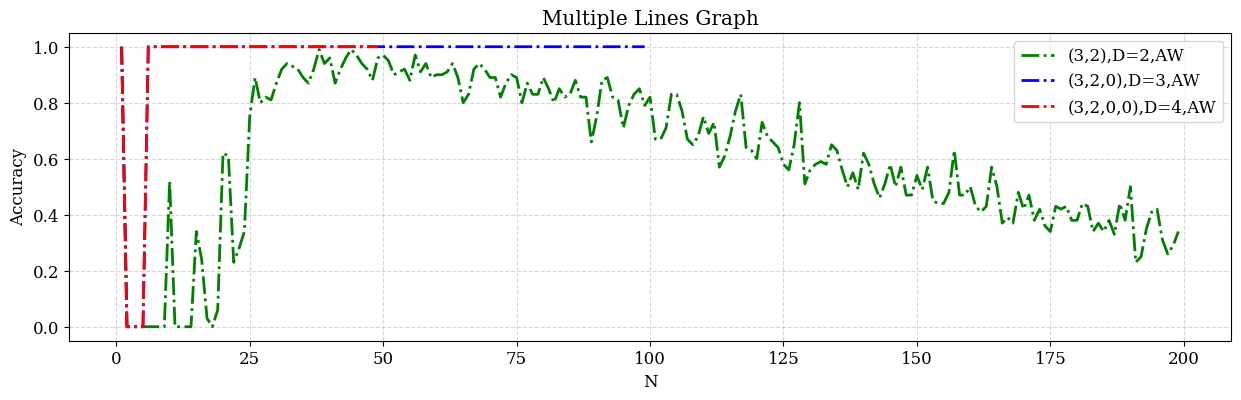 Multiple Lines Graph
Accuracy
1.0
0.8
0.6
0.4
0.2
0.0
(3,2),D=2,AW
(3,2,0),D=3,AW
(3,2,0,0),D=4,AW
0 25 50 75 100 125 150 175 200
N